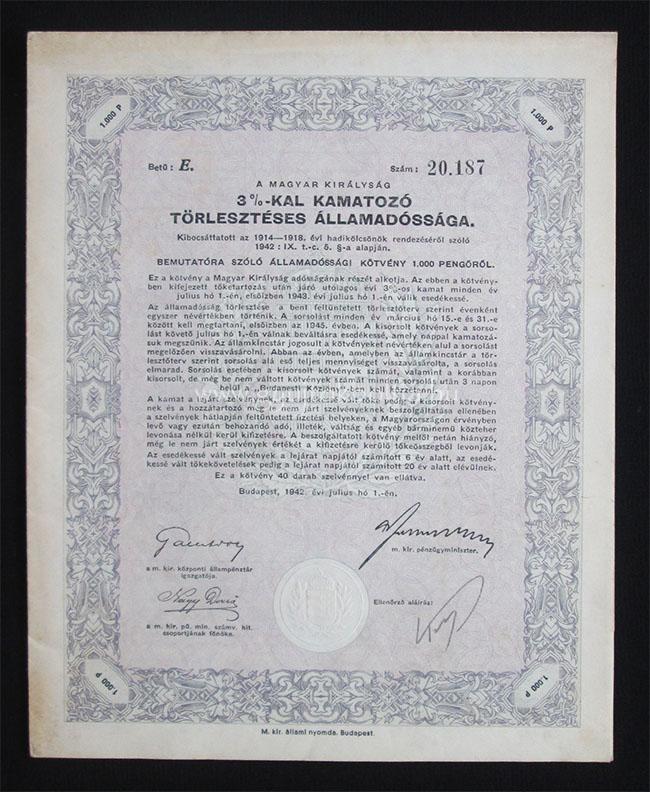 1.000 P
1.000 P
Betü: E.
Szám: 20.187
A MAGYAR KIRÁLYSÁG
3%-KAL KAMATOZÓ
TÖRLESZTÉSES ÁLLAMADÓSSÁGA.
Kibocsáttatott az 1914—1918. évi hadikölcsönök rendezéséről szóló
1942: IX. t.-c. 5. §-a alapján.
BEMUTATÓRA SZÓLÓ ÁLLAMADÓSSÁGI KÖTVÉNY 1.000 PENGŐRŐL.
Ez a kötvény a Magyar Királyság adósságának részét alkotja. Az ebben a kötvény-
ben kifejezett tőketartozás után járó utólagos évi 3%-os kamat minden év
július hó 1.-én, elsőízben 1943. évi július hó 1.-én válik esedékessé.
Az államadósság törlesztése a bent feltüntetett törlesztőterv szerint évenként
egyszer névértékben történik. A sorsolást minden év március hó 15.-e és 31.-e
között kell megtartani, elsőízben az 1945. évben. A kisorsolt kötvények a sorso-
lást követő július hó 1.-én válnak beváltásra esedékessé, amely nappal kamatozá-
suk megszűnik. Az államkincstár jogosult a kötvényeket névértéken alul a sorsolást
megelőzően visszavásárolni. Abban az évben, amelyben az államkincstár a tör-
lesztőterv szerint sorsolás alá eső teljes mennyiséget visszavásárolta, a sorsolás
elmarad. Sorsolás esetében a kisorsolt kötvények számát, valamint a korábban
kisorsolt, de még be nem váltott kötvények számát minden sorsolás után 3 napon
belül a „Budapesti Közlöny"-ben kell közzétenni.
A kamat a lejárt szelvények, a törlesztésre váró tőke pedig a kisorsolt kötvény-
nek és a hozzátartozó még le nem járt szelvényeknek beszolgáltatása ellenében
a szelvények hátlapján feltüntetett fizetési helyeken, a Magyarországon érvényben
levő vagy ezután behozandó adó, illeték, váltság és egyéb bárminemű közteher
levonása nélkül kerül kifizetésre. A beszolgáltatott kötvény mellől netán hiányzó,
még le nem járt szelvények értékét a kifizetésre kerülő tőkeösszegből levonják.
Az esedékessé vált szelvények a lejárat napjától számított 6 év alatt, az esedé-
kessé vált tőkekövetelések pedig a lejárat napjától számított 20 év alatt elévülnek.
Ez a kötvény 40 darab szelvénnyel van ellátva.
Budapest, 1942. évi július hó 1.-én.
m. kir. pénzügyminiszter.
a m. kir. központi állampénztár
igazgatója.
Ellenőrző aláírás:
a m. kir. pü. min. számv. hit.
csoportjának főnöke.
1.000 P
1.000 P
M. kir. állami nyomda. Budapest.